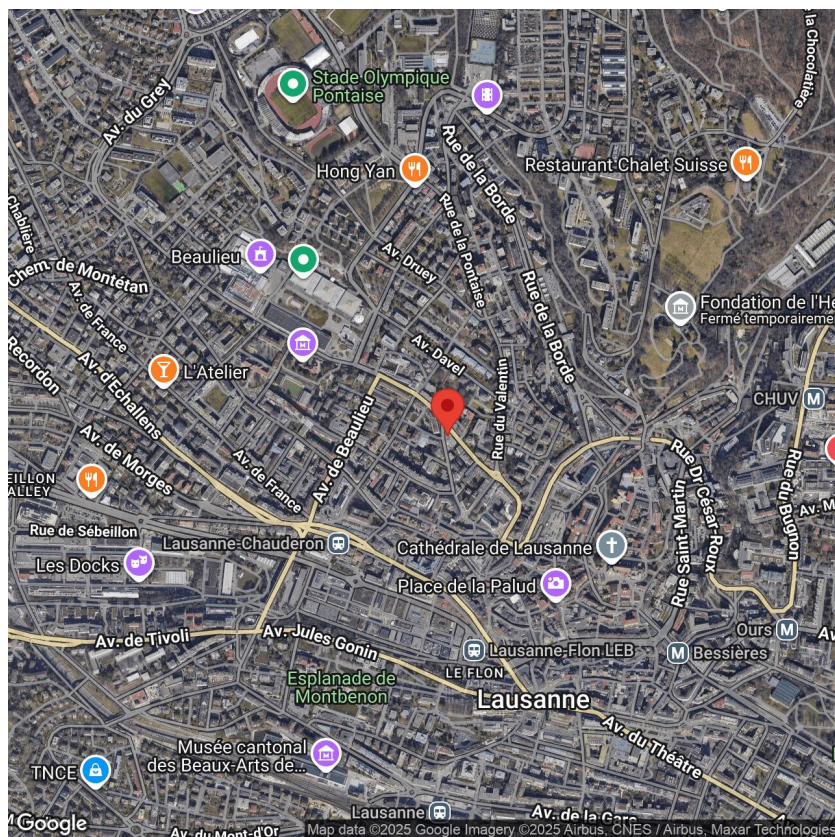 la Chocolatière
Stade Olympique
Pontaise
Av. du Grey
Rue de la Borde
Hong Yan
Restaurant Chalet Suisse
Rue de la Pontaise
Beaulieu
Av. Druey
Chablière
Chem. de Montétan
Rue de la Borde
Fondation de l'He
Fermé temporaireme
Av. de France
Av. Davel
Recordon
Av. d'Echallens
L'Atelier
Rue du Valentin
CHUV
Av. de Beaulieu
Av. de Morges
Av. de France
Rue Dr César-Roux
Rue du Bugnon
EILLON
ALLEY
Rue Saint-Martin
Av. M
Rue de Sébeillon
Lausanne-Chauderon
Cathédrale de Lausanne
Les Docks
Place de la Palud
Av. de Tivoli
Av. Jules Gonin
Ours
Av
Lausanne-Flon LEB
Bessières
LE FLON
Esplanade de
Montbenon
Lausanne
Av. du Théâtre
Musée cantonal
des Beaux-Arts de...
TNCE
Lausanne
Av. de la Gare
Google
Av. du Mont-d'Or
Map data ©2025 Google Imagery ©2025 Airbus, CNES / Airbus, Maxar Technologies